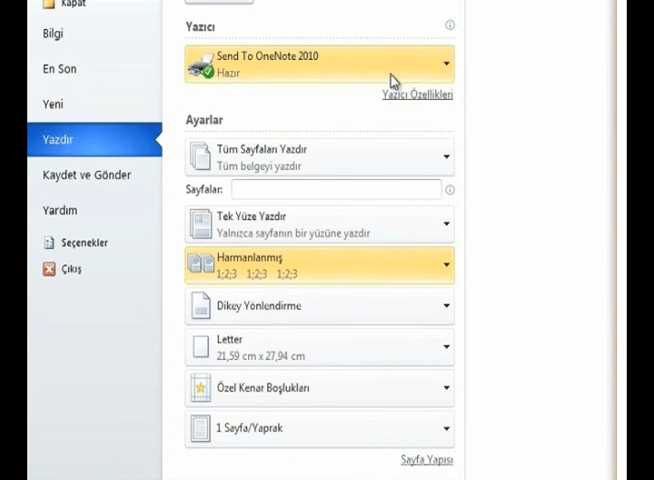 Kapat
Bilgi
En Son
Yeni
Yazdır
Kaydet ve Gönder
Yardım
Seçenekler
Çıkış
Yazıcı
Send To OneNote 2010
Hazır
Yazıcı Özellikleri
Ayarlar
Tüm Sayfaları Yazdır
Tüm belgeyi yazdır
Sayfalar:
Tek Yüze Yazdır
Yalnızca sayfanın bir yüzüne yazdır
Harmanlanmış
1;2;3 1;2;3 1;2;3
Dikey Yönlendirme
Letter
21,59 cm x 27,94 cm
Özel Kenar Boşlukları
1 Sayfa/Yaprak
Sayfa Yapısı